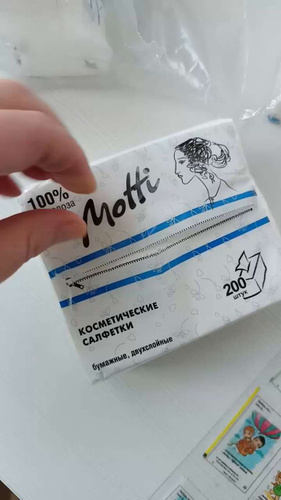 100%
Motti
200
штук
КОСМЕТИЧЕСКИЕ
САЛФЕТКИ
бумажные, двухслойные